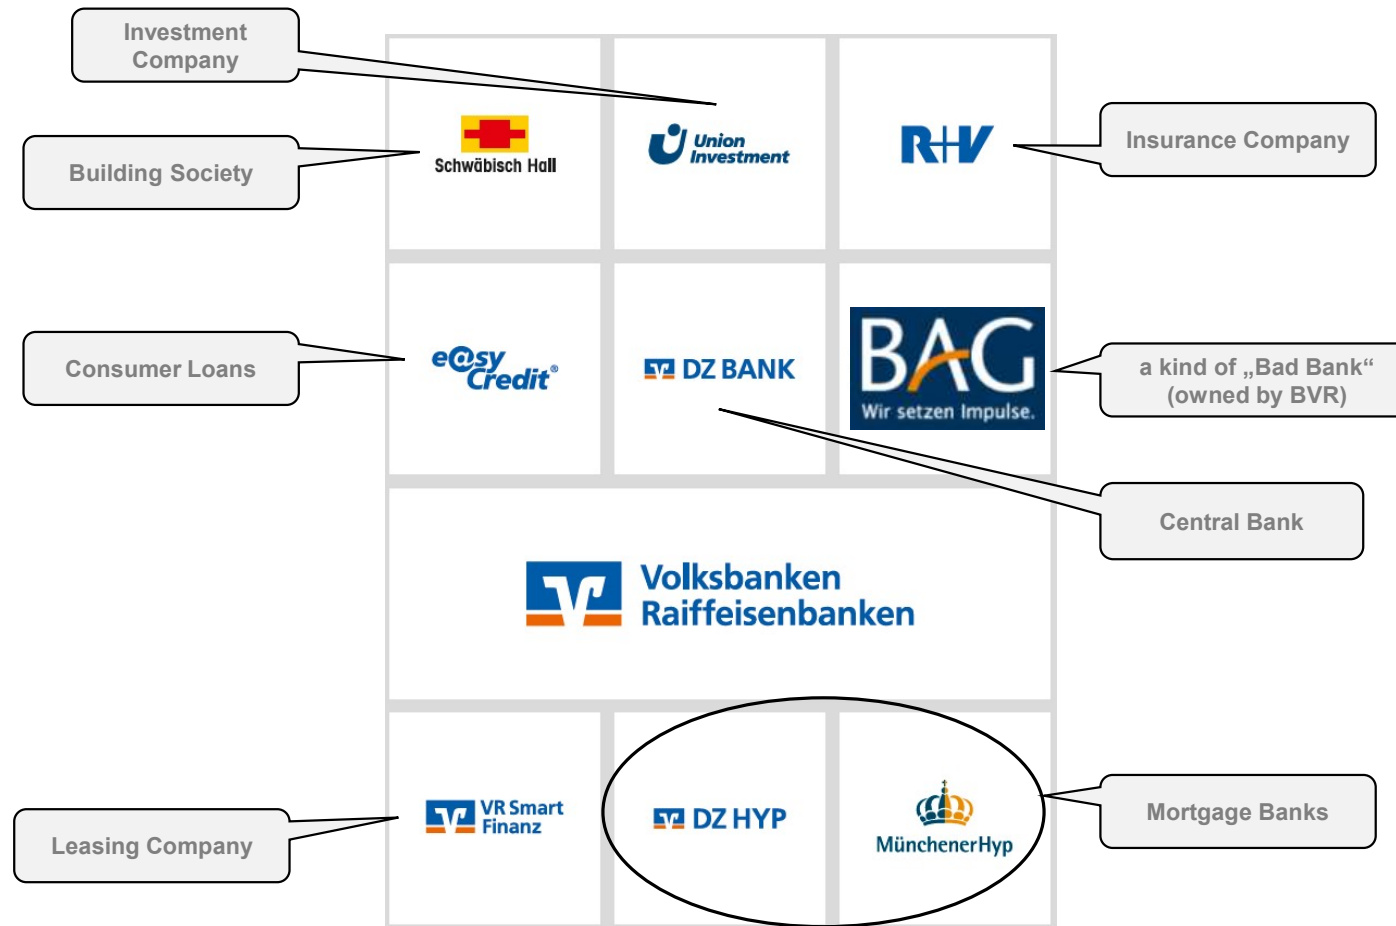 Investment
Company
Schwäbisch Hall
Union
Investment
R+V
Insurance Company
Building Society
Consumer Loans
e@sy
Credit®
DZ BANK
BAG
Wir setzen Impulse.
a kind of „Bad Bank“
(owned by BVR)
Central Bank
Volksbanken
Raiffeisenbanken
Leasing Company
VR Smart
Finanz
DZ HYP
MünchenerHyp
Mortgage Banks